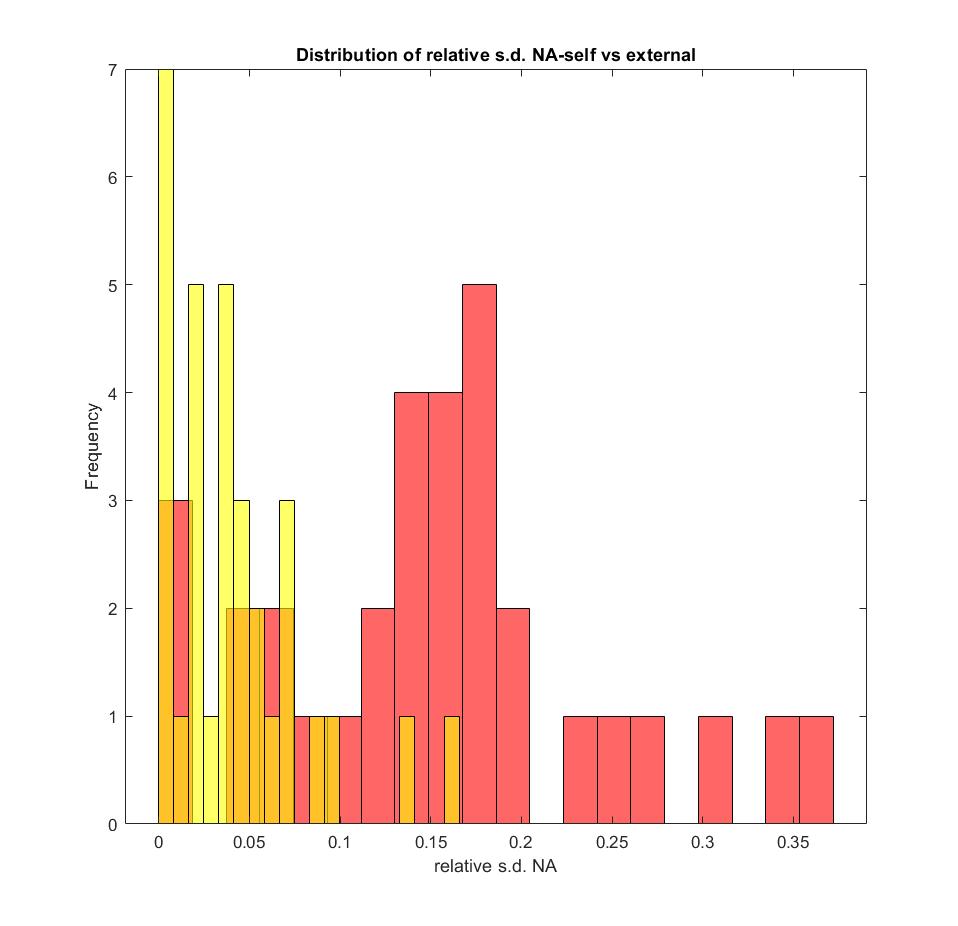 Distribution of relative s.d. NA-self vs external
7
6
5
4
3
2
1
0
Frequency
0 0.05 0.1 0.15 0.2 0.25 0.3 0.35
relative s.d. NA